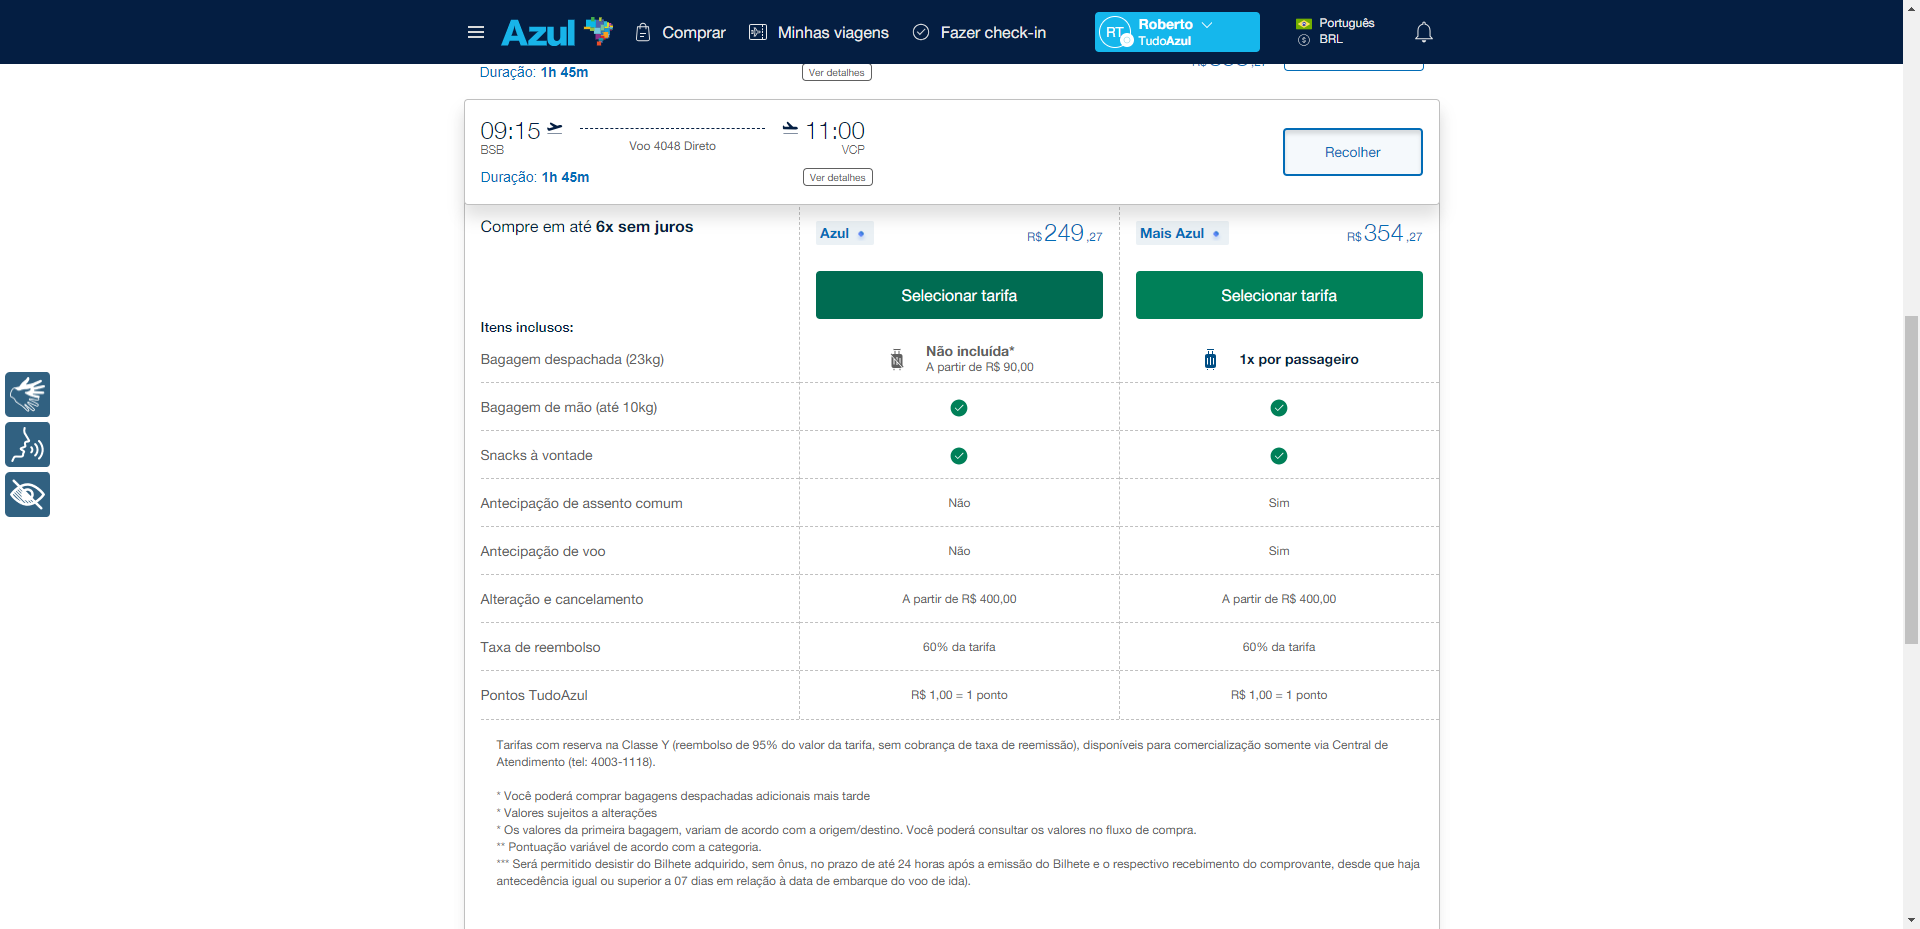 Azul
Comprar
Minhas viagens
Fazer check-in
RT
Roberto
TudoAzul
Português
BRL
Duração: 1h 45m
Ver detalhes
09:15
11:00
BSB
Voo 4048 Direto
VCP
Recolher
Duração: 1h 45m
Ver detalhes
Compre em até 6x sem juros
Azul
R$ 249,27
Mais Azul
R$ 354,27
Selecionar tarifa
Selecionar tarifa
Itens inclusos:
Bagagem despachada (23kg)
Não incluída*
A partir de R$ 90,00
1x por passageiro
Bagagem de mão (até 10kg)
Snacks à vontade
Antecipação de assento comum
Não
Sim
Antecipação de voo
Não
Sim
Alteração e cancelamento
A partir de R$ 400,00
A partir de R$ 400,00
Taxa de reembolso
60% da tarifa
60% da tarifa
Pontos TudoAzul
R$ 1,00 = 1 ponto
R$ 1,00 = 1 ponto
Tarifas com reserva na Classe Y (reembolso de 95% do valor da tarifa, sem cobrança de taxa de reemissão), disponíveis para comercialização somente via Central de
Atendimento (tel: 4003-1118).
* Você poderá comprar bagagens despachadas adicionais mais tarde
* Valores sujeitos a alterações
* Os valores da primeira bagagem, variam de acordo com a origem/destino. Você poderá consultar os valores no fluxo de compra.
** Pontuação variável de acordo com a categoria.
*** Será permitido desistir do Bilhete adquirido, sem ônus, no prazo de até 24 horas após a emissão do Bilhete e o respectivo recebimento do comprovante, desde que haja
antecedência igual ou superior a 07 dias em relação à data de embarque do voo de ida).